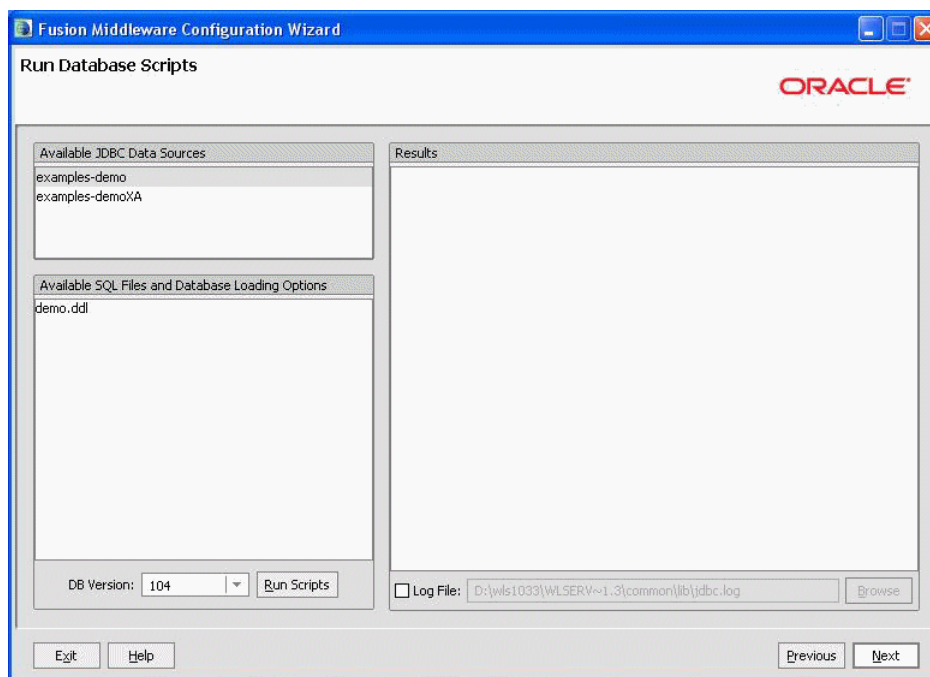 Fusion Middleware Configuration Wizard
Run Database Scripts
ORACLE
Available JDBC Data Sources
examples-demo
examples-demoXA
Available SQL Files and Database Loading Options
demo.ddl
DB Version: 104 Run Scripts
Results
Log File: D:\wls1033\WLSERV~1.3\common\lib\jdbc.log Browse
Exit Help Previous Next